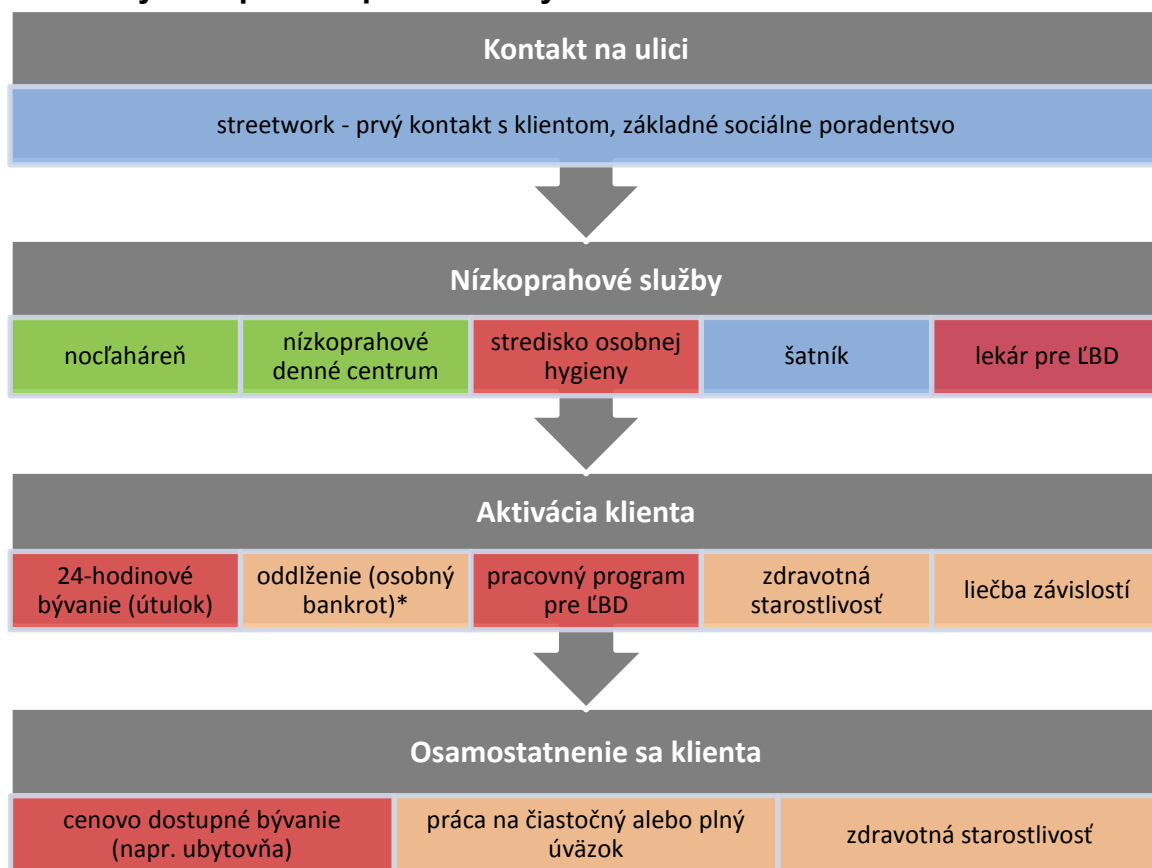 Kontakt na ulici
streetwork - prvý kontakt s klientom, základné sociálne poradentsvo
Nízkoprahové služby
nocľaháreň
nízkoprahové
denné centrum
stredisko osobnej
hygieny
šatník
lekár pre ĽBD
Aktivácia klienta
24-hodinové
bývanie (útulok)
oddlženie (osobný
bankrot)*
pracovný program
pre ĽBD
zdravotná
starostlivosť
liečba závislostí
Osamostatnenie sa klienta
cenovo dostupné bývanie
(napr. ubytovňa)
práca na čiastočný alebo plný
úväzok
zdravotná starostlivosť